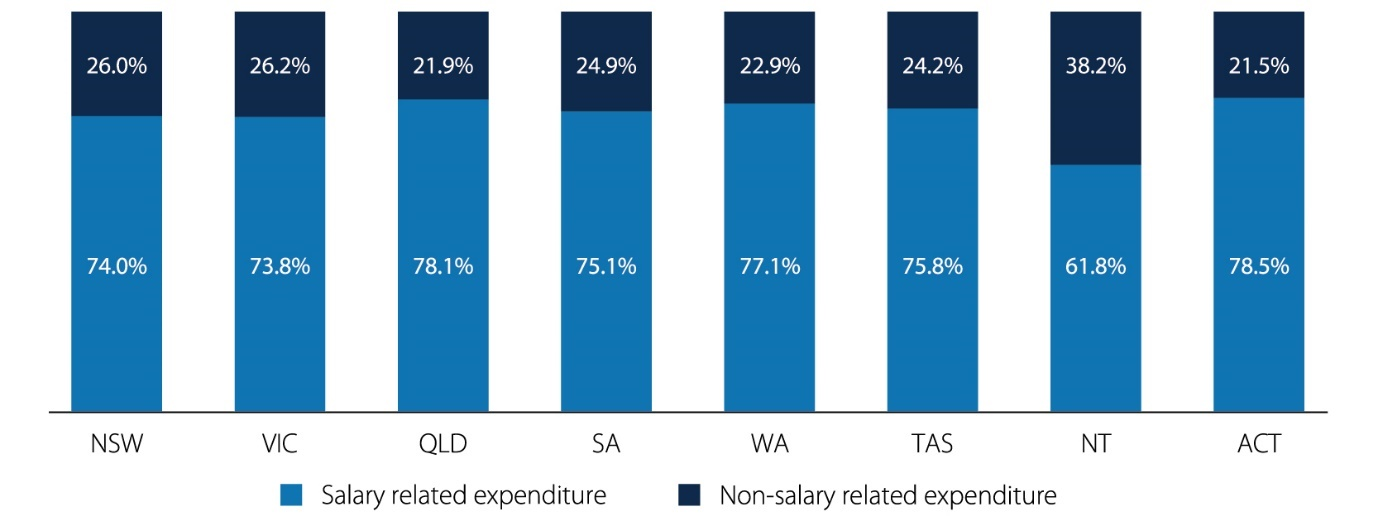 26.0% 26.2% 21.9% 24.9% 22.9% 24.2% 38.2% 21.5%
74.0% 73.8% 78.1% 75.1% 77.1% 75.8% 61.8% 78.5%
NSW VIC QLD SA WA TAS NT ACT
Salary related expenditure Non-salary related expenditure